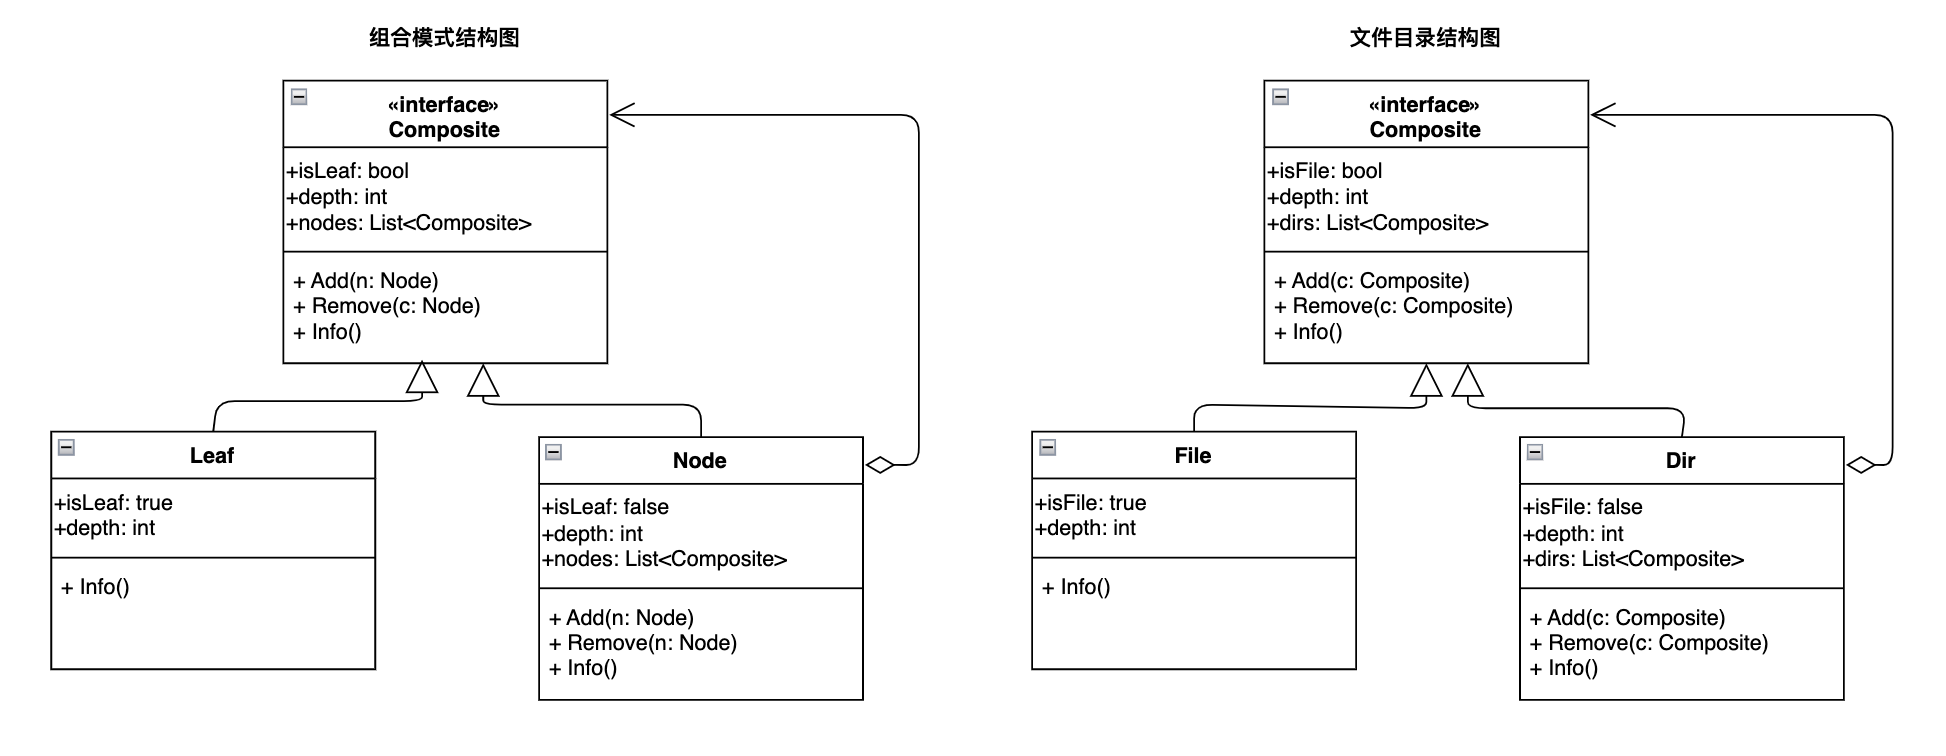 组合模式结构图
«interface»
Composite
+isLeaf: bool
+depth: int
+nodes: List<Composite>
+ Add(n: Node)
+ Remove(c: Node)
+ Info()
Leaf
+isLeaf: true
+depth: int
+ Info()
Node
+isLeaf: false
+depth: int
+nodes: List<Composite>
+ Add(n: Node)
+ Remove(n: Node)
+ Info()
文件目录结构图
«interface»
Composite
+isFile: bool
+depth: int
+dirs: List<Composite>
+ Add(c: Composite)
+ Remove(c: Composite)
+ Info()
File
+isFile: true
+depth: int
+ Info()
Dir
+isFile: false
+depth: int
+dirs: List<Composite>
+ Add(c: Composite)
+ Remove(c: Composite)
+ Info()